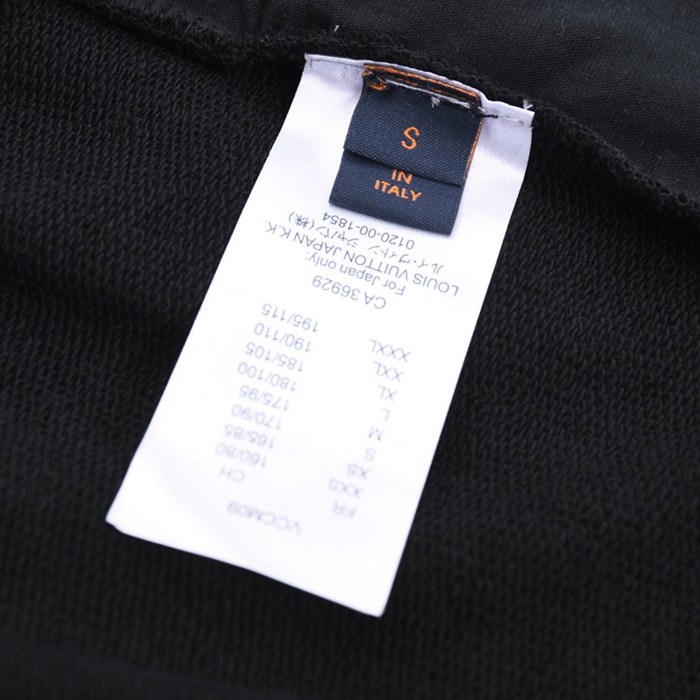 S
IN
ITALY
VCCM09
FR CH
XXS 160/80
XS 165/85
S 170/90
M 175/95
L 180/100
XL 185/105
XXL 190/110
XXXL 195/115
CA 36929
For Japan only:
LOUIS VUITTON JAPAN K.K.
ルイ・ヴィトン ジャパン(株)
0120-00-1854